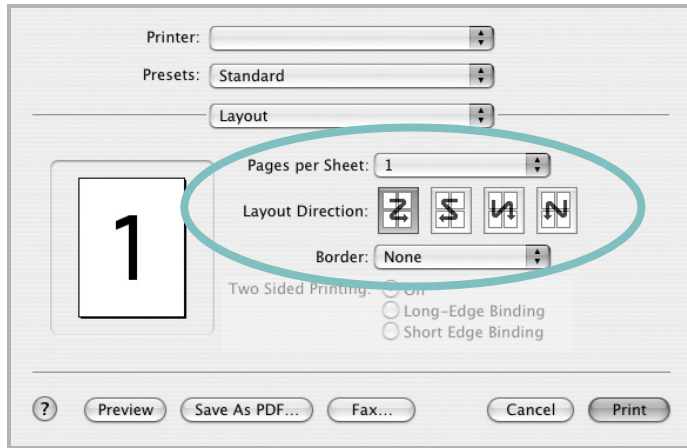 Printer:
Presets: Standard
Layout
Pages per Sheet: 1
1
Layout Direction:
Border: None
Two Sided Printing: Off
Long-Edge Binding
Short Edge Binding
? Preview Save As PDF... Fax... Cancel Print